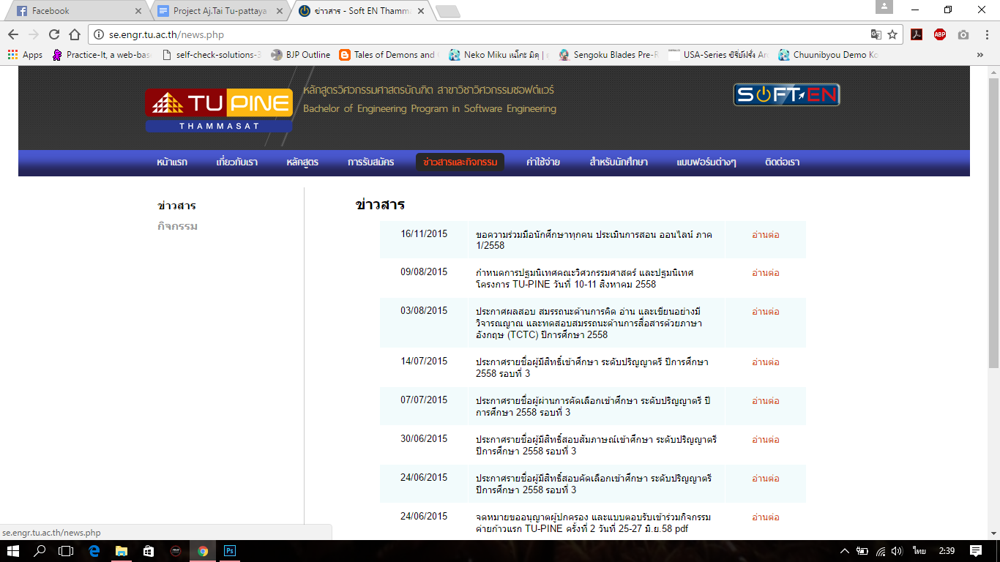 Facebook
Project Aj.Tai Tu-pattaya
ข่าวสาร - Soft EN Thamm
se.engr.tu.ac.th/news.php
Apps
Practice-It, a web-bas
self-check-solutions-
BJP Outline
Tales of Demons and
Neko Miku แม็กะ มิคุ |
Sengoku Blades Pre-R
USA-Series ซีรี่ย์ฝรั่ง
Chuunibyou Demo Ko
»
ABP
TU PINE
THAMMASAT
หลักสูตรวิศวกรรมศาสตรบัณฑิต สาขาวิชาวิศวกรรมซอฟต์แวร์
Bachelor of Engineering Program in Software Engineering
SOFT-EN
หน้าแรก
เกี่ยวกับเรา
หลักสูตร
การรับสมัคร
ข่าวสารและกิจกรรม
ค่าใช้จ่าย
สำหรับนักศึกษา
แบบฟอร์มต่างๆ
ติดต่อเรา
ข่าวสาร
กิจกรรม
ข่าวสาร
16/11/2015
ขอความร่วมมือนักศึกษาทุกคน ประเมินการสอน ออนไลน์ ภาค
1/2558
อ่านต่อ
09/08/2015
กำหนดการปฐมนิเทศคณะวิศวกรรมศาสตร์ และปฐมนิเทศ
โครงการ TU-PINE วันที่ 10-11 สิงหาคม 2558
อ่านต่อ
03/08/2015
ประกาศผลสอบ สมรรถนะด้านการคิด อ่าน และเขียนอย่างมี
วิจารณญาณ และทดสอบสมรรถนะด้านการสื่อสารด้วยภาษา
อังกฤษ (TCTC) ปีการศึกษา 2558
อ่านต่อ
14/07/2015
ประกาศรายชื่อผู้มีสิทธิ์เข้าศึกษา ระดับปริญญาตรี ปีการศึกษา
2558 รอบที่ 3
อ่านต่อ
07/07/2015
ประกาศรายชื่อผู้ผ่านการคัดเลือกเข้าศึกษา ระดับปริญญาตรี ปี
การศึกษา 2558 รอบที่ 3
อ่านต่อ
30/06/2015
ประกาศรายชื่อผู้มีสิทธิ์สอบสัมภาษณ์เข้าศึกษา ระดับปริญญาตรี
ปีการศึกษา 2558 รอบที่ 3
อ่านต่อ
24/06/2015
ประกาศรายชื่อผู้มีสิทธิ์สอบคัดเลือกเข้าศึกษา ระดับปริญญาตรี
ปีการศึกษา 2558 รอบที่ 3
อ่านต่อ
24/06/2015
จดหมายขออนุญาตผู้ปกครอง และแบบตอบรับเข้าร่วมกิจกรรม
ค่ายก้าวแรก TU-PINE ครั้งที่ 2 วันที่ 25-27 มิ.ย.58 pdf
อ่านต่อ
se.engr.tu.ac.th/news.php
Ps
ไทย
2:39